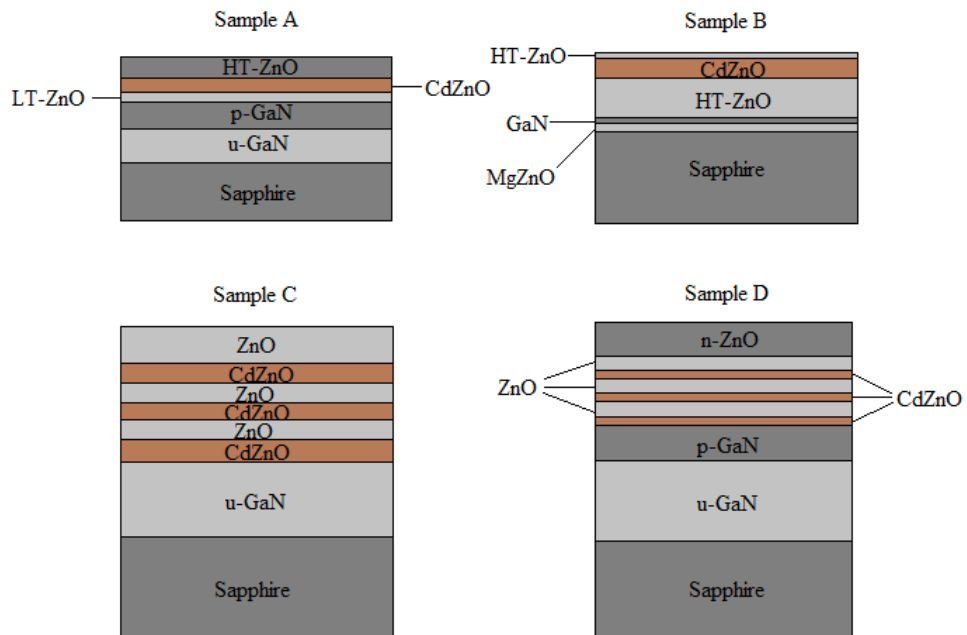 Sample A
HT-ZnO
LT-ZnO
CdZnO
p-GaN
u-GaN
Sapphire
Sample B
HT-ZnO
CdZnO
HT-ZnO
GaN
MgZnO
Sapphire
Sample C
ZnO
CdZnO
ZnO
CdZnO
ZnO
CdZnO
u-GaN
Sapphire
Sample D
n-ZnO
ZnO
CdZnO
p-GaN
u-GaN
Sapphire